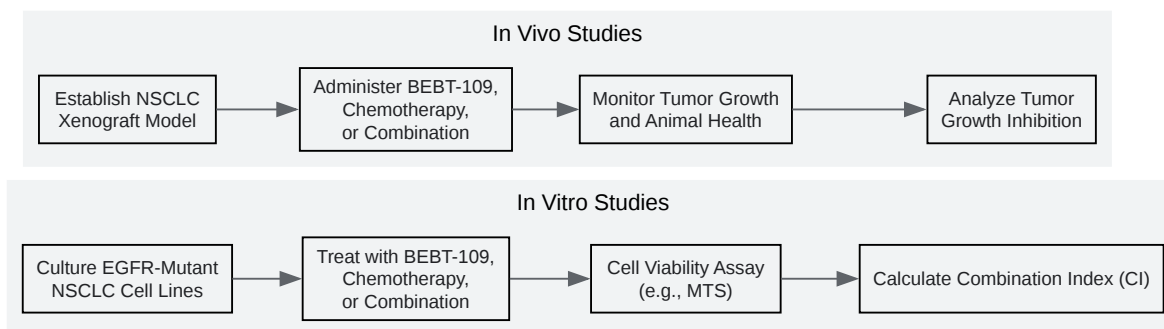 In Vivo Studies
Establish NSCLC
Xenograft Model
Administer BEBT-109,
Chemotherapy,
or Combination
Monitor Tumor Growth
and Animal Health
Analyze Tumor
Growth Inhibition
In Vitro Studies
Culture EGFR-Mutant
NSCLC Cell Lines
Treat with BEBT-109,
Chemotherapy,
or Combination
Cell Viability Assay
(e.g., MTS)
Calculate Combination Index (CI)